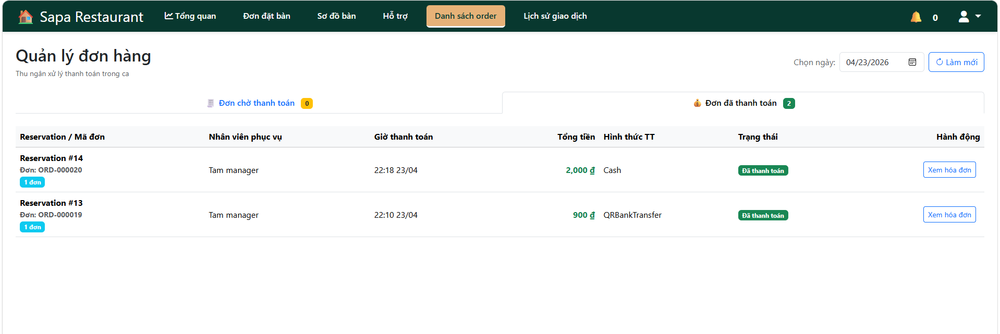 Sapa Restaurant Tổng quan Đơn đặt bàn Sơ đồ bàn Hỗ trợ Danh sách order Lịch sử giao dịch 0
Quản lý đơn hàng
Thu ngân xử lý thanh toán trong ca
Chọn ngày: 04/23/2026 Làm mới
Đơn chờ thanh toán 0 Đơn đã thanh toán 2
Reservation / Mã đơn Nhân viên phục vụ Giờ thanh toán Tổng tiền Hình thức TT Trạng thái Hành động
Reservation #14
Đơn: ORD-000020
1 đơn
Tam manager 22:18 23/04 2,000 ₫ Cash Đã thanh toán Xem hóa đơn
Reservation #13
Đơn: ORD-000019
1 đơn
Tam manager 22:10 23/04 900 ₫ QRBankTransfer Đã thanh toán Xem hóa đơn